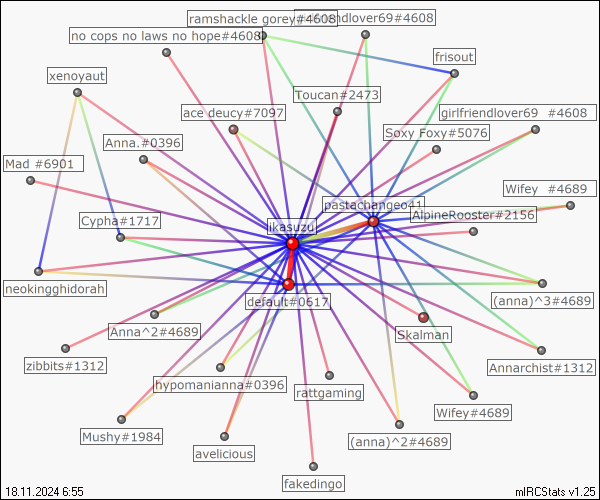 ramshackle gorey#4608
friendlover69#4608
no cops no laws no hope#4608
frisout
xenoyaut
Toucan#2473
ace deucy#7097
girlfriendlover69 #4608
Soxy Foxy#5076
Anna.#0396
Mad #6901
Wifey #4689
pastachangeo41
AlpineRooster#2156
Cypha#1717
ikasuzu
neokingghidorah
default#0617
(anna)^3#4689
Anna^2#4689
Skalman
zibbits#1312
Annarchist#1312
hypomanianna#0396
rattgaming
Wifey#4689
Mushy#1984
(anna)^2#4689
avelicious
fakedingo
18.11.2024 6:55
mIRCStats v1.25